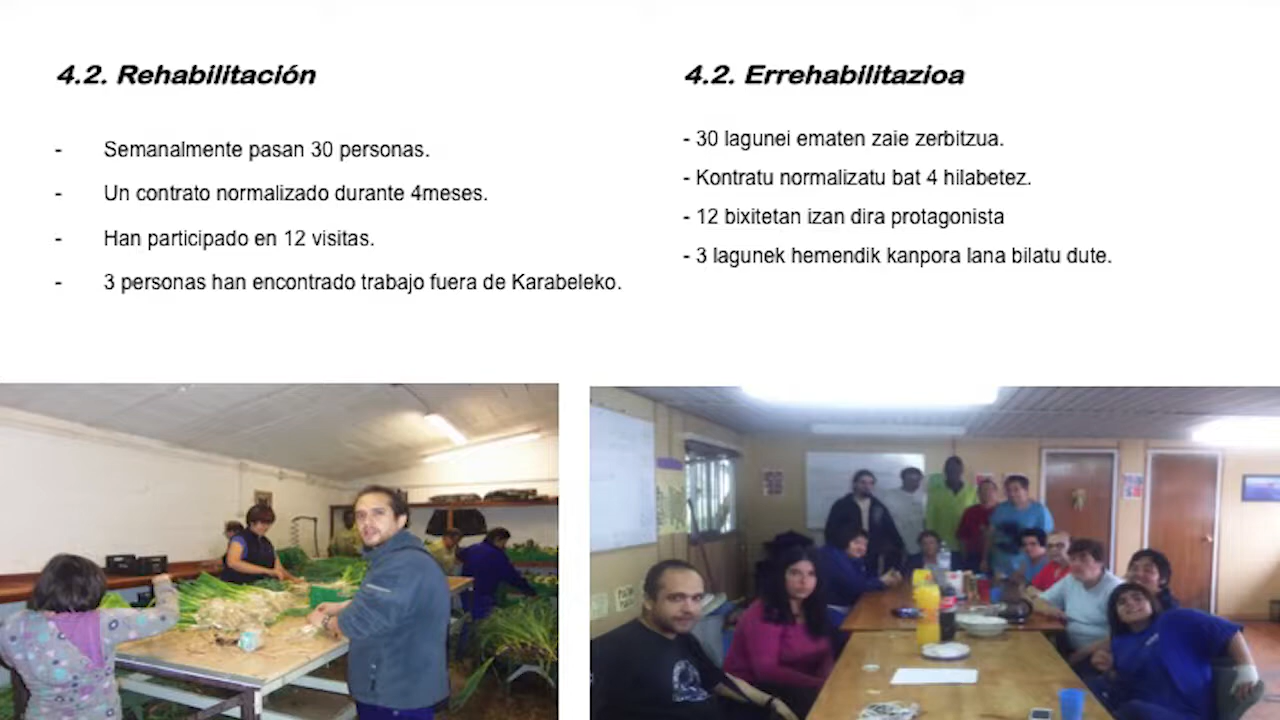 4.2. Rehabilitación
- Semanalmente pasan 30 personas.
- Un contrato normalizado durante 4meses.
- Han participado en 12 visitas.
- 3 personas han encontrado trabajo fuera de Karabeleko.
4.2. Errehabilitazioa
- 30 lagunei ematen zaie zerbitzua.
- Kontratu normalizatu bat 4 hilabetez.
- 12 bixitetan izan dira protagonista
- 3 lagunek hemendik kanpora lana bilatu dute.